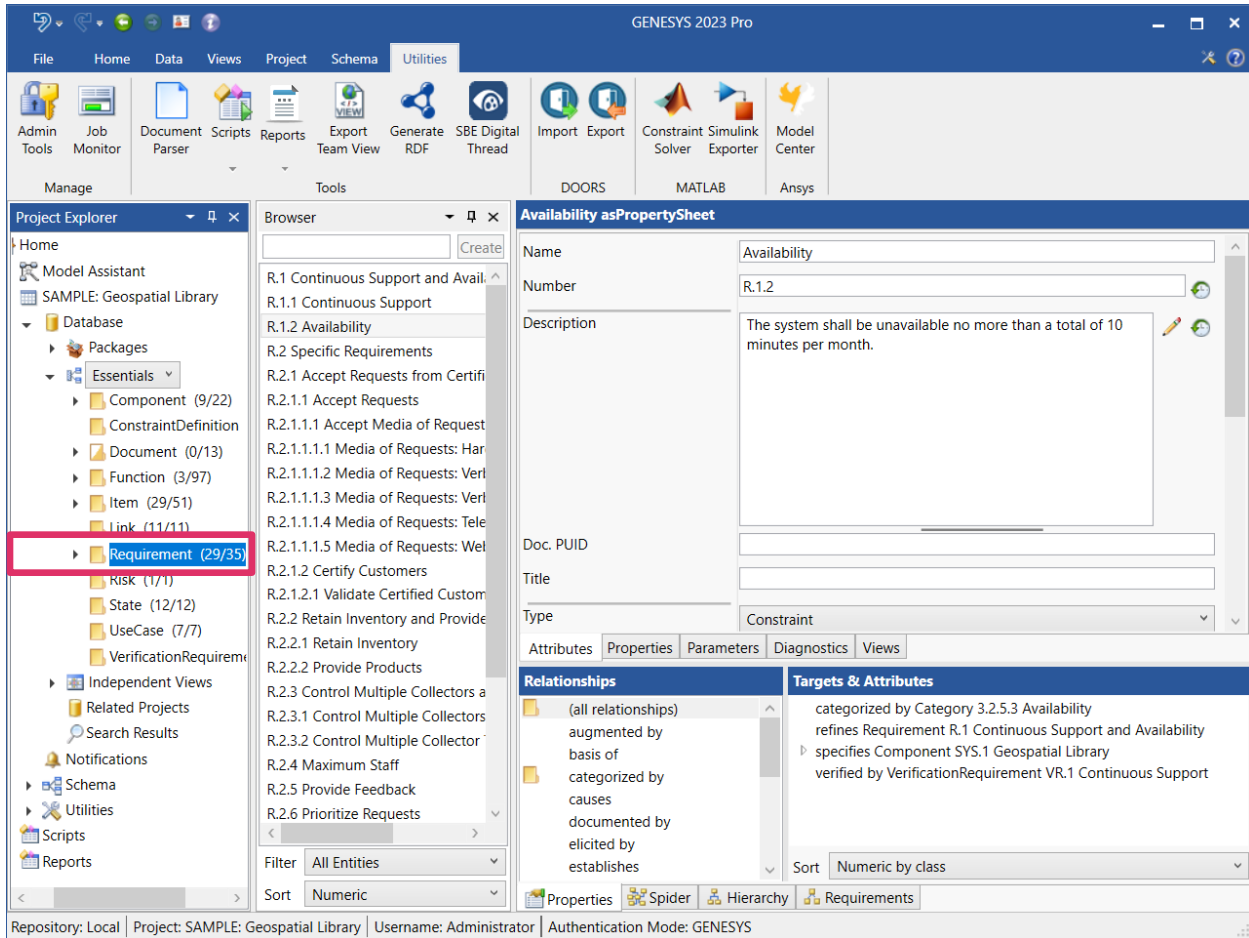 GENESYS 2023 Pro
File Home Data Views Project Schema Utilities
Admin Tools
Job Monitor
Document Parser
Scripts
Reports
Export Team View
VIEW
Generate RDF
SBE Digital Thread
Import
Export
Constraint Solver
Simulink Exporter
Model Center
Manage
Tools
DOORS
MATLAB
Ansys
Project Explorer
Home
Model Assistant
SAMPLE: Geospatial Library
Database
Packages
Essentials
Component (9/22)
ConstraintDefinition
Document (0/13)
Function (3/97)
Item (29/51)
Link (11/11)
Requirement (29/35)
Risk (1/1)
State (12/12)
UseCase (7/7)
VerificationRequireme
Independent Views
Related Projects
Search Results
Notifications
Schema
Utilities
Scripts
Reports
Browser
Create
R.1 Continuous Support and Avail
R.1.1 Continuous Support
R.1.2 Availability
R.2 Specific Requirements
R.2.1 Accept Requests from Certifi
R.2.1.1 Accept Requests
R.2.1.1.1 Accept Media of Request
R.2.1.1.1.1 Media of Requests: Har
R.2.1.1.1.2 Media of Requests: Ver
R.2.1.1.1.3 Media of Requests: Ver
R.2.1.1.1.4 Media of Requests: Tele
R.2.1.1.1.5 Media of Requests: Wel
R.2.1.2 Certify Customers
R.2.1.2.1 Validate Certified Custom
R.2.2 Retain Inventory and Provide
R.2.2.1 Retain Inventory
R.2.2.2 Provide Products
R.2.3 Control Multiple Collectors a
R.2.3.1 Control Multiple Collectors
R.2.3.2 Control Multiple Collector
R.2.4 Maximum Staff
R.2.5 Provide Feedback
R.2.6 Prioritize Requests
Filter All Entities
Sort Numeric
Availability asPropertySheet
Name Availability
Number R.1.2
Description The system shall be unavailable no more than a total of 10
minutes per month.
Doc. PUID
Title
Type Constraint
Attributes Properties Parameters Diagnostics Views
Relationships
(all relationships)
augmented by
basis of
categorized by
causes
documented by
elicited by
establishes
Targets & Attributes
categorized by Category 3.2.5.3 Availability
refines Requirement R.1 Continuous Support and Availability
specifies Component SYS.1 Geospatial Library
verified by VerificationRequirement VR.1 Continuous Support
Sort Numeric by class
Properties Spider Hierarchy Requirements
Repository: Local Project: SAMPLE: Geospatial Library Username: Administrator Authentication Mode: GENESYS